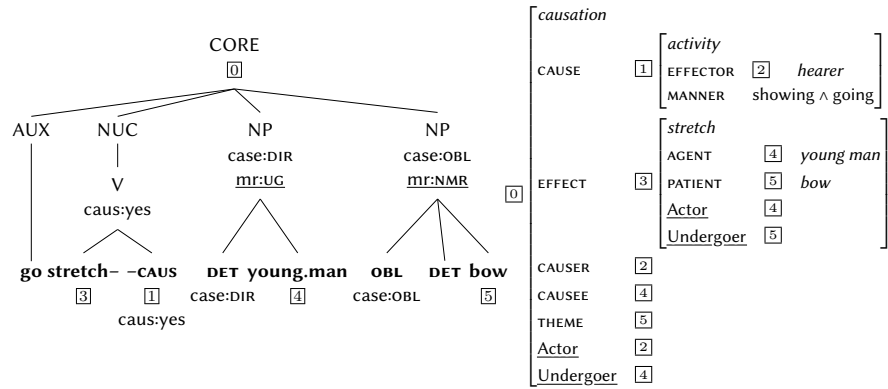 CORE
0
AUX NUC NP NP
case:DIR case:OBL
V mr:UG mr:NMR
caus:yes
go stretch– –CAUS DET young.man OBL DET bow
3 1 case:DIR 4 case:OBL 5
caus:yes
0
causation
CAUSE 1
activity
EFFECTOR 2 hearer
MANNER showing ∧ going
EFFECT 3
stretch
AGENT 4 young man
PATIENT 5 bow
Actor 4
Undergoer 5
CAUSER 2
CAUSEE 4
THEME 5
Actor 2
Undergoer 4